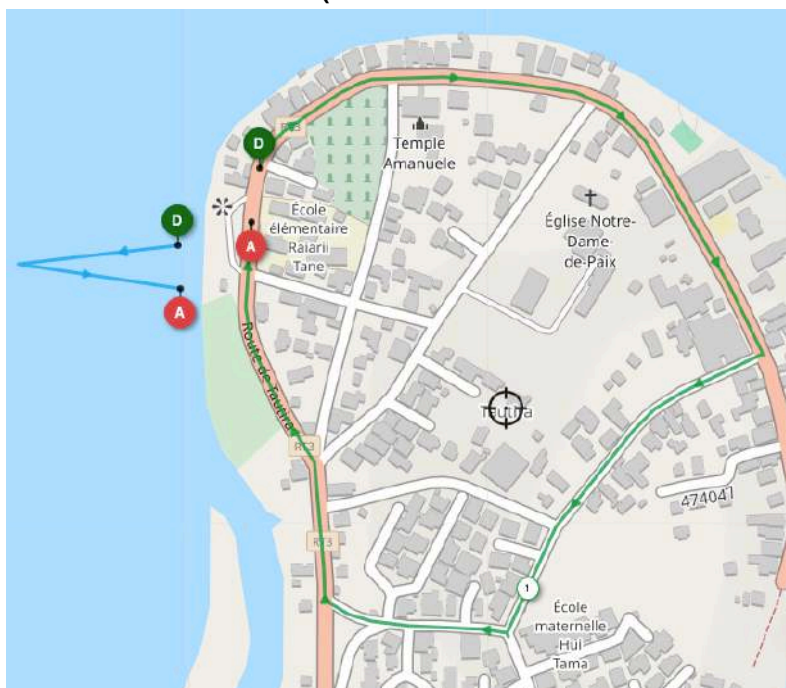 RT3
D
Temple
Amanuele
École
élémentaire
Raiarii
Tane
Église Notre-
Dame
de-Paix
D
A
A
Route de Tautira
Tautira
RT3
474041
RT3
1
École
maternelle
Hui
Tama